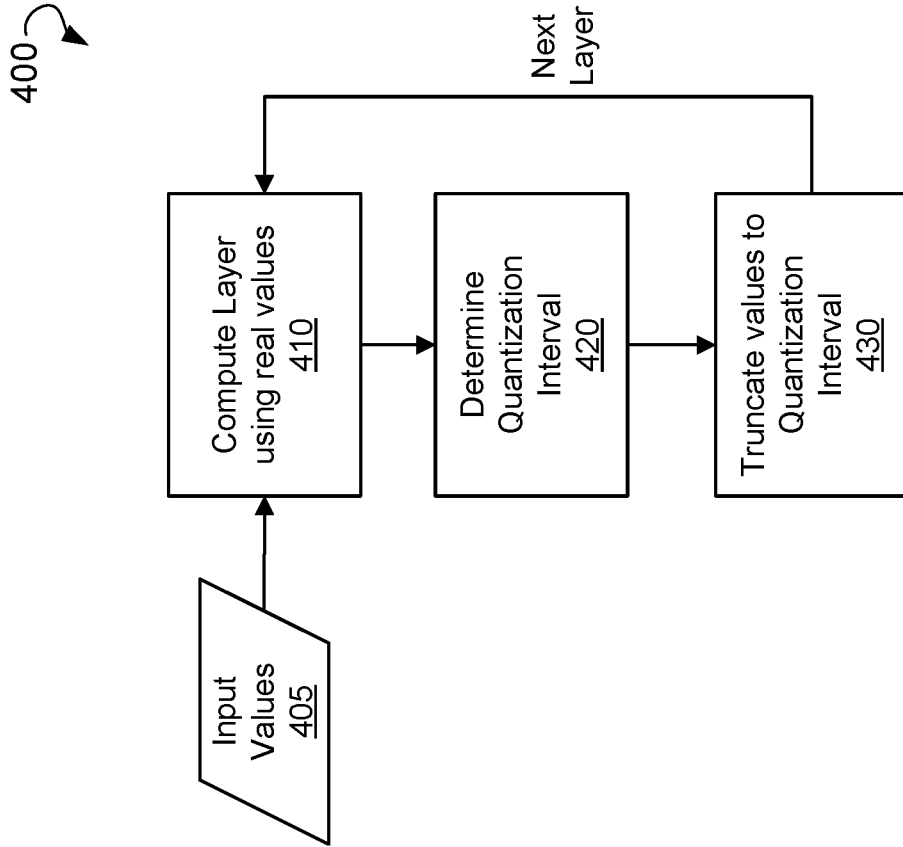 400
Input
Values
405
Compute Layer
using real values
410
Determine
Quantization
Interval
420
Truncate values to
Quantization
Interval
430
Next
Layer